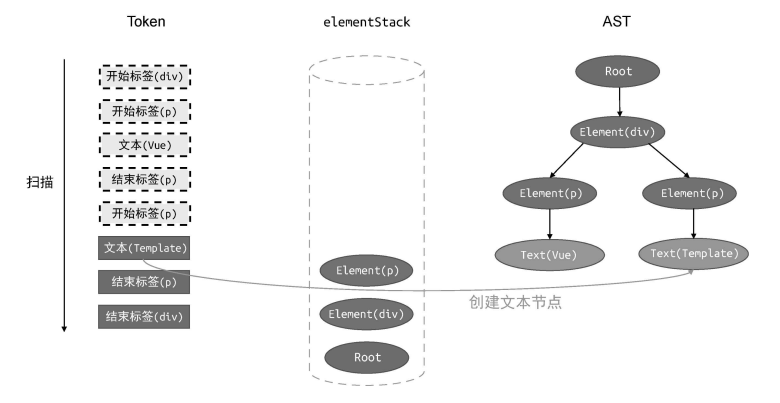 Token
elementStack
AST
扫描
开始标签(div)
开始标签(p)
文本(Vue)
结束标签(p)
开始标签(p)
文本(Template)
结束标签(p)
结束标签(div)
Element(p)
Element(div)
Root
Root
Element(div)
Element(p)
Element(p)
Text(Vue)
Text(Template)
创建文本节点